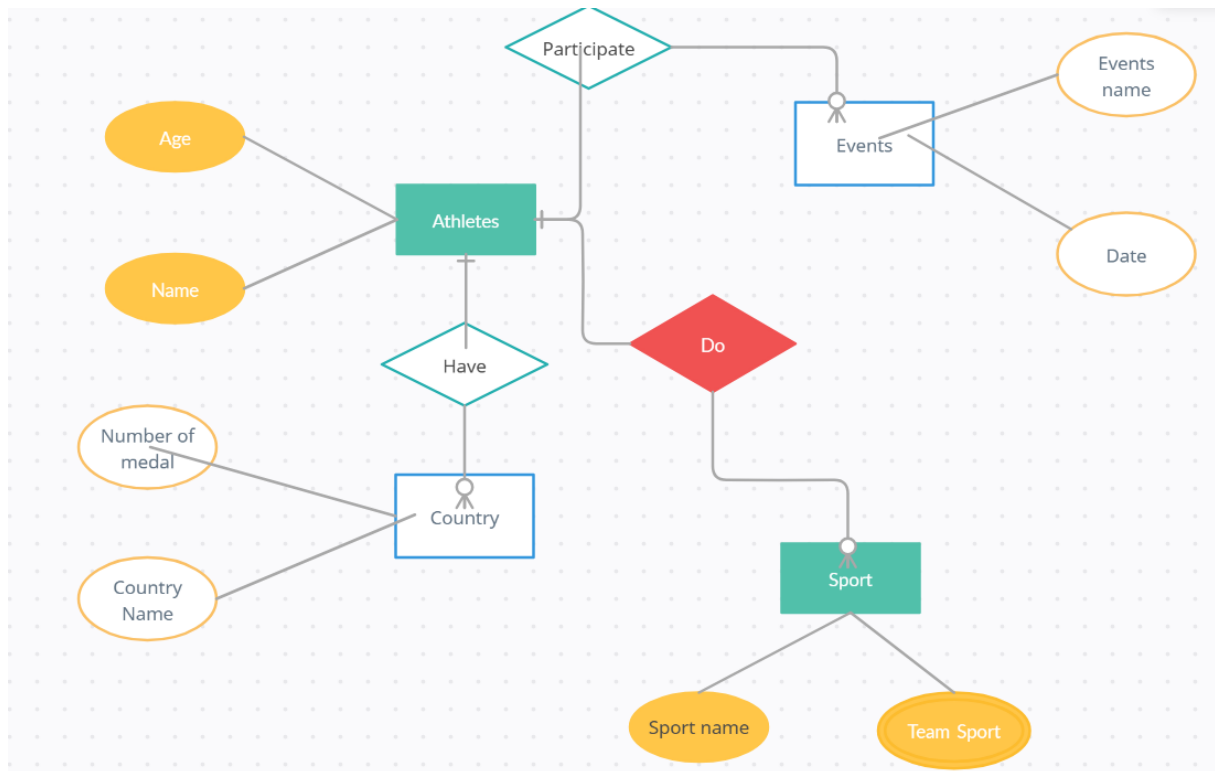 Participate
Events
name
Age
Events
Athletes
Date
Name
Do
Have
Number of
medal
Country
Sport
Country
Name
Sport name
Team Sport